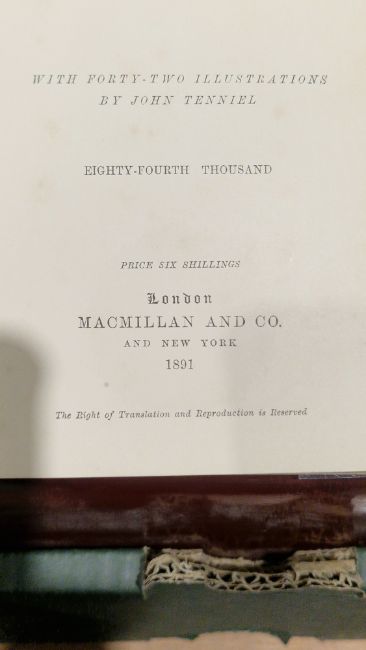 WITH FORTY-TWO ILLUSTRATIONS
BY JOHN TENNIEL
EIGHTY-FOURTH THOUSAND
PRICE SIX SHILLINGS
London
MACMILLAN AND CO.
AND NEW YORK
1891
The Right of Translation and Reproduction is Reserved